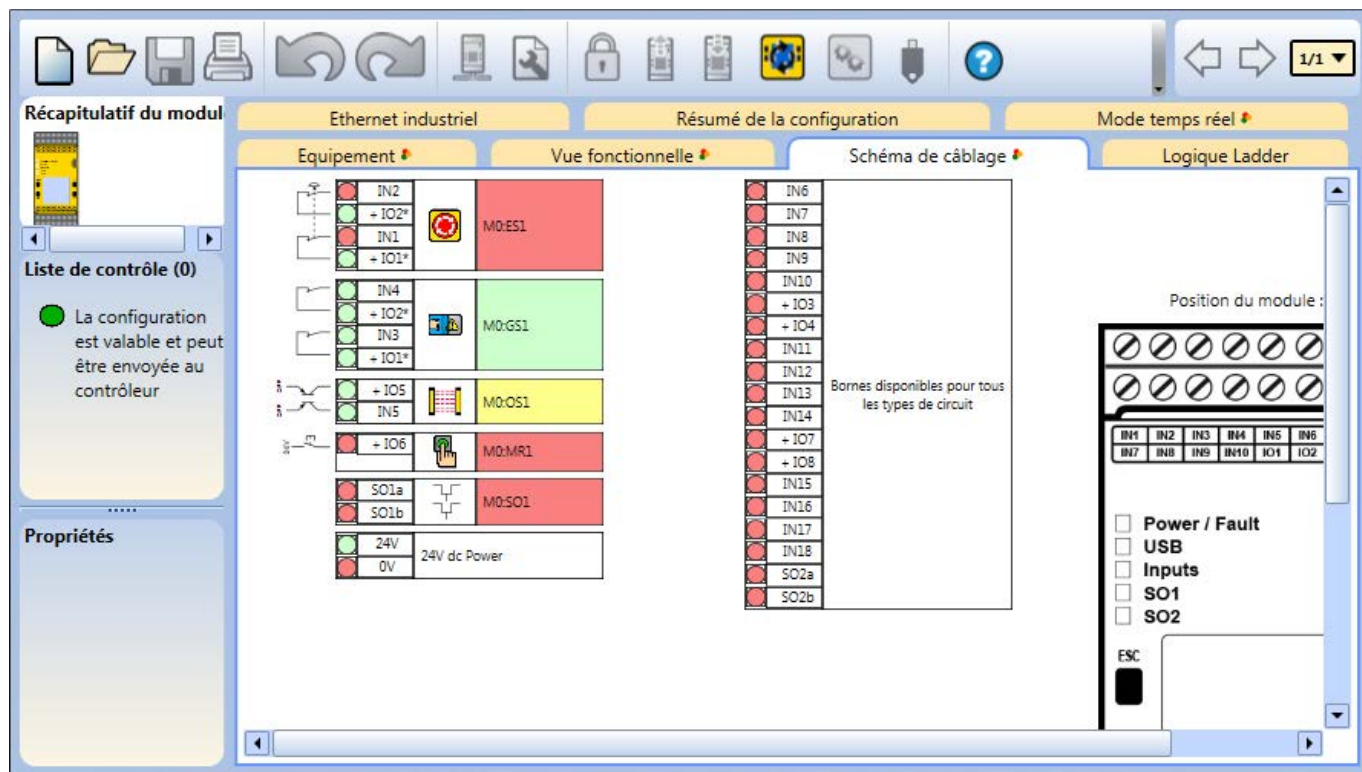 1/1
Récapitulatif du modul
Ethernet industriel
Résumé de la configuration
Mode temps réel
Equipement
Vue fonctionnelle
Schéma de câblage
Logique Ladder
Liste de contrôle (0)
La configuration
est valable et peut
être envoyée au
contrôleur
Propriétés
IN2
+ IO2*
IN1
+ IO1*
M0:ES1
IN4
+ IO2*
IN3
+ IO1*
M0:GS1
+ IO5
IN5
M0:OS1
+ IO6
M0:MR1
SO1a
SO1b
M0:SO1
24V
0V
24V dc Power
IN6
IN7
IN8
IN9
IN10
+ IO3
+ IO4
IN11
IN12
IN13
IN14
+ IO7
+ IO8
IN15
IN16
IN17
IN18
SO2a
SO2b
Bornes disponibles pour tous
les types de circuit
Position du module :
IN1 IN2 IN3 IN4 IN5 IN6
IN7 IN8 IN9 IN10 IO1 IO2
Power / Fault
USB
Inputs
SO1
SO2
ESC